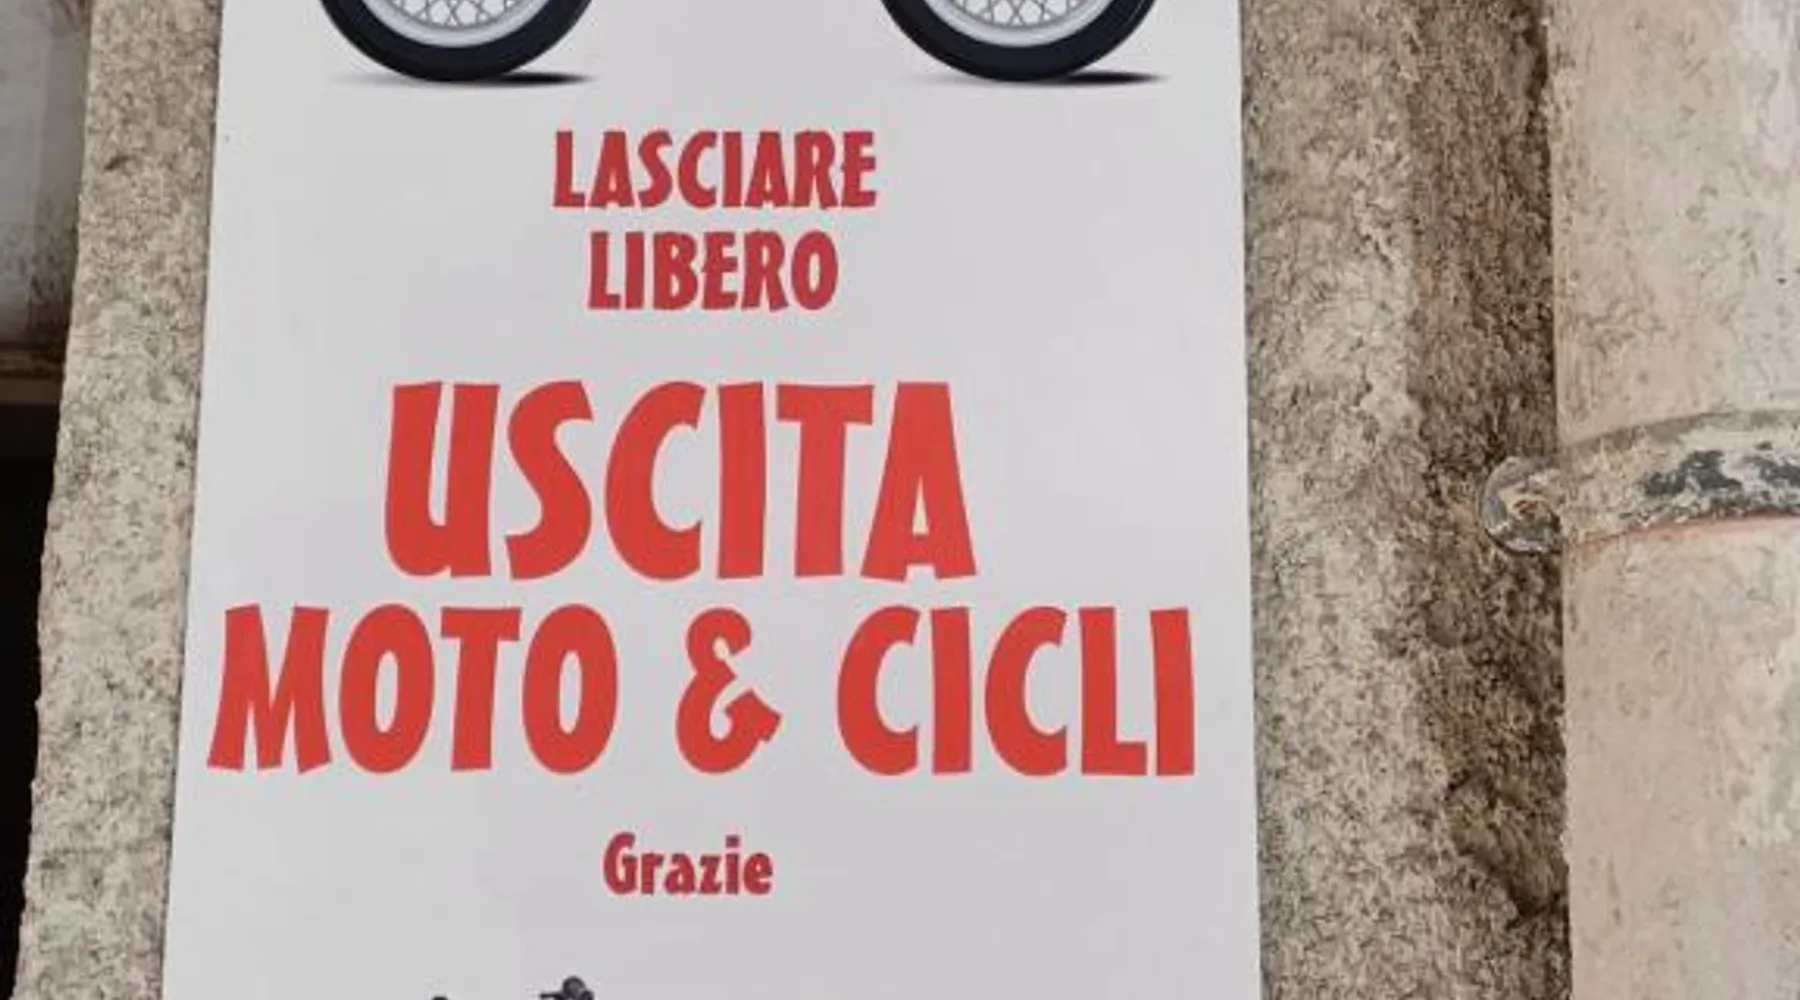 LASCIARE
LIBERO
USCITA
MOTO & CICLI
Grazie